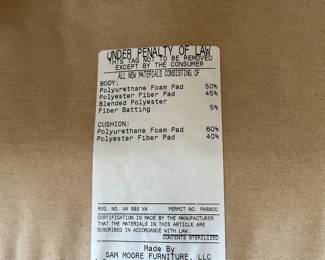 UNDER PENALTY OF LAW
THIS TAG NOT TO BE REMOVED
EXCEPT BY THE CONSUMER
ALL NEW MATERIALS CONSISTING OF
BODY:
Polyurethane Foam Pad 50%
Polyester Fiber Pad 45%
Blended Polyester
Fiber Batting 5%
CUSHION:
Polyurethane Foam Pad 60%
Polyester Fiber Pad 40%
REG. NO. VA 593 VA PERMIT NO. PA8800
CERTIFICATION IS MADE BY THE MANUFACTURER
THAT THE MATERIALS IN THIS ARTICLE ARE
DESCRIBED IN ACCORDANCE WITH LAW.
CONTENTS STERILIZED
Made By
SAM MOORE FURNITURE, LLC